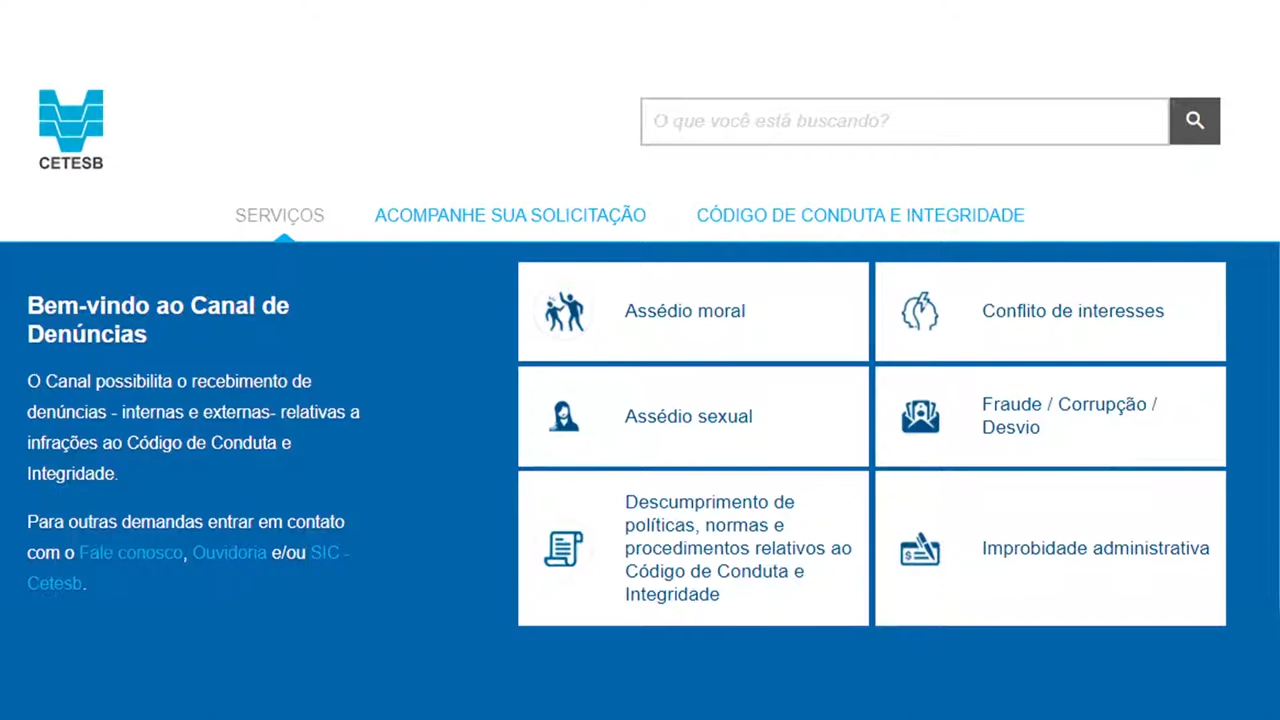 CETESB
O que você está buscando?
SERVIÇOS
ACOMPANHE SUA SOLICITAÇÃO
CÓDIGO DE CONDUTA E INTEGRIDADE
Bem-vindo ao Canal de
Denúncias
O Canal possibilita o recebimento de
denúncias - internas e externas- relativas a
infrações ao Código de Conduta e
Integridade.
Para outras demandas entrar em contato
com o Fale conosco, Ouvidoria e/ou SIC -
Cetesb.
Assédio moral
Conflito de interesses
Assédio sexual
Fraude / Corrupção /
Desvio
Descumprimento de
políticas, normas e
procedimentos relativos ao
Código de Conduta e
Integridade
Improbidade administrativa